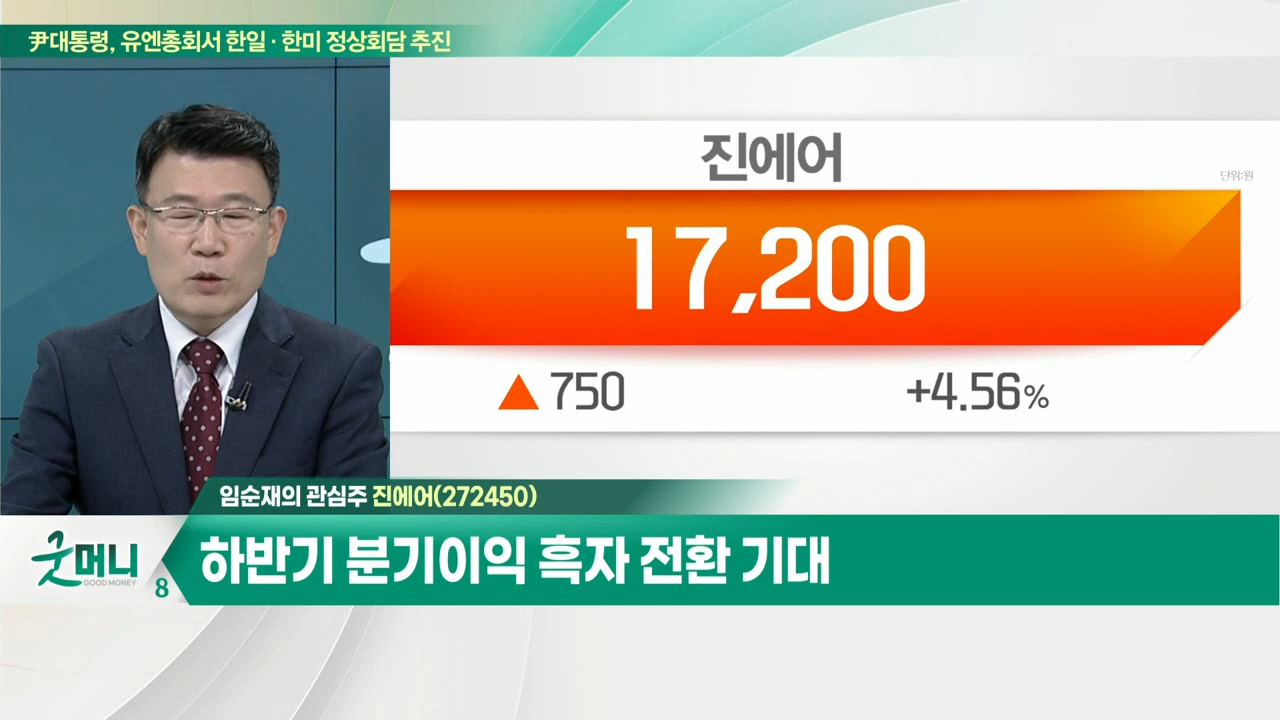 尹대통령, 유엔총회서 한일·한미 정상회담 추진
진에어
단위:원
17,200
▲ 750
+4.56%
임순재의 관심주 진에어(272450)
하반기 분기이익 흑자 전환 기대
굿머니
GOOD MONEY
8